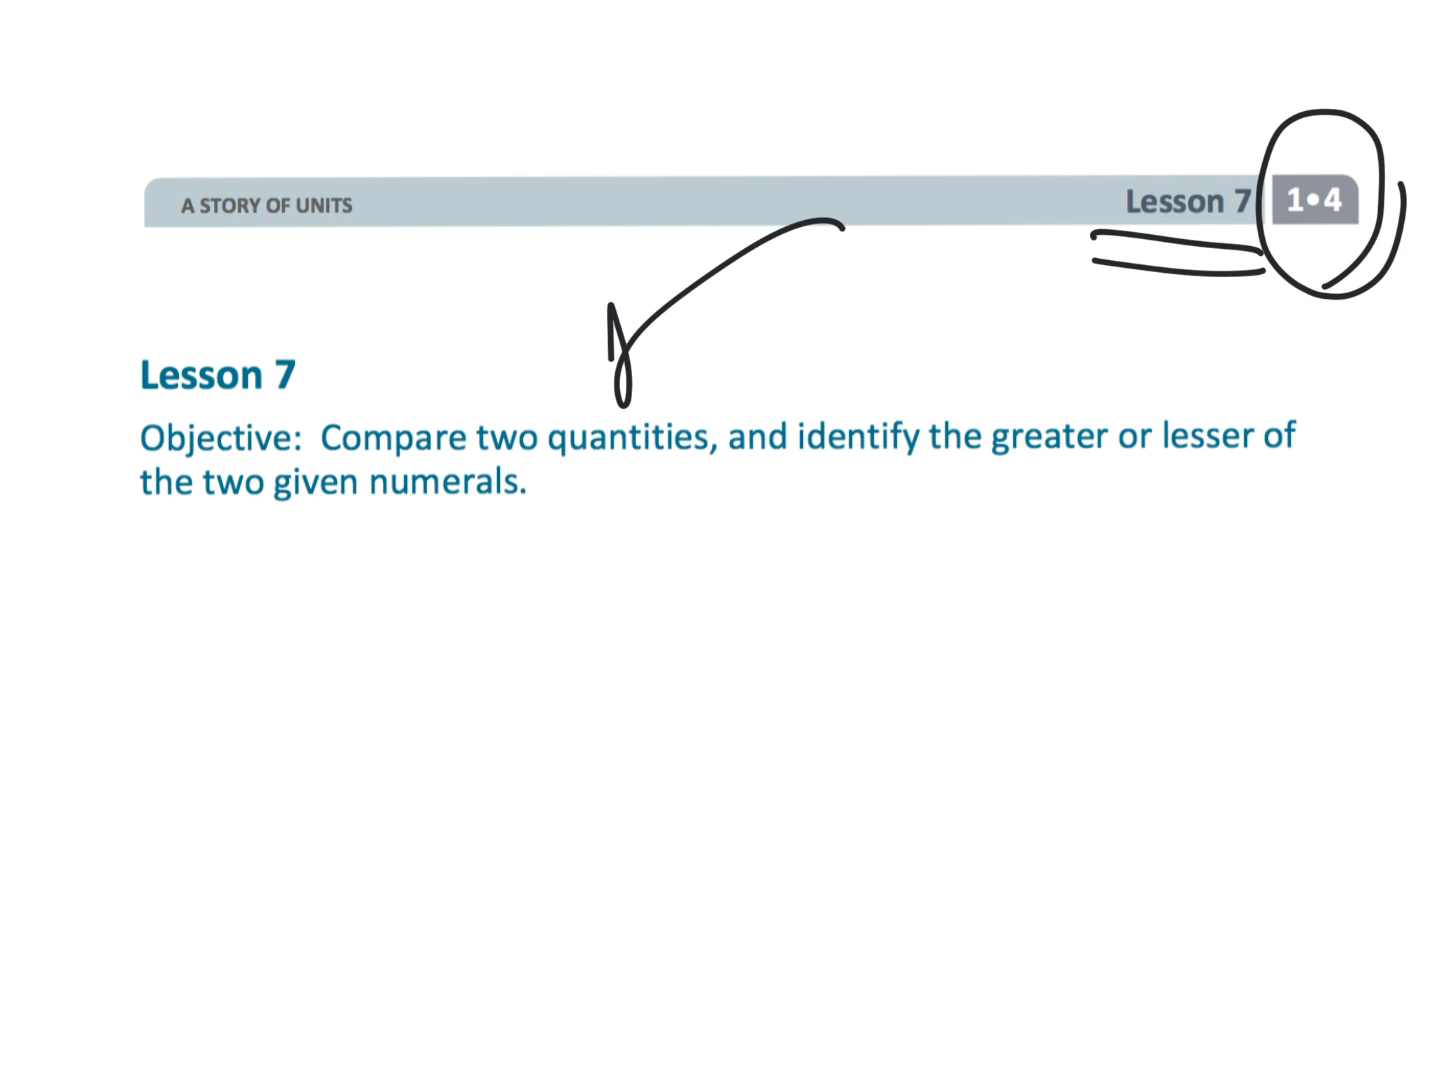 A STORY OF UNITS
Lesson 7
1•4
Lesson 7
Objective: Compare two quantities, and identify the greater or lesser of
the two given numerals.